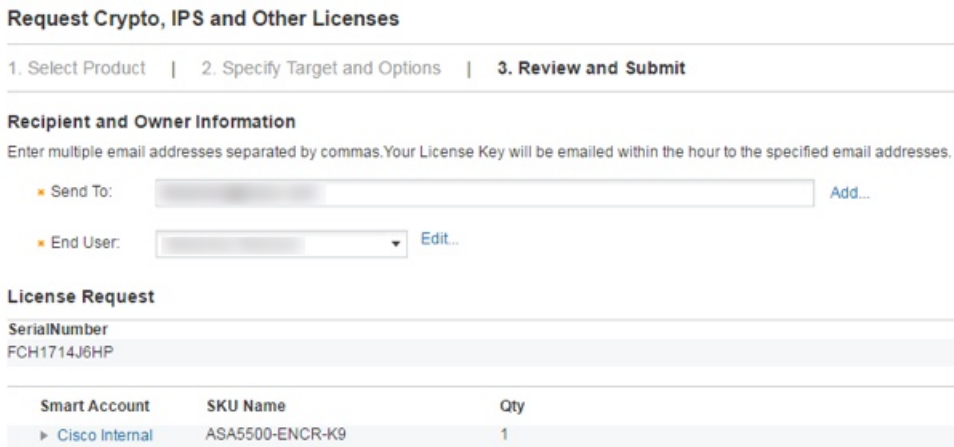 Request Crypto, IPS and Other Licenses
1. Select Product | 2. Specify Target and Options | 3. Review and Submit
Recipient and Owner Information
Enter multiple email addresses separated by commas.Your License Key will be emailed within the hour to the specified email addresses.
Send To: Add...
End User: Edit...
License Request
SerialNumber
FCH1714J6HP
Smart Account SKU Name Qty
Cisco Internal ASA5500-ENCR-K9 1